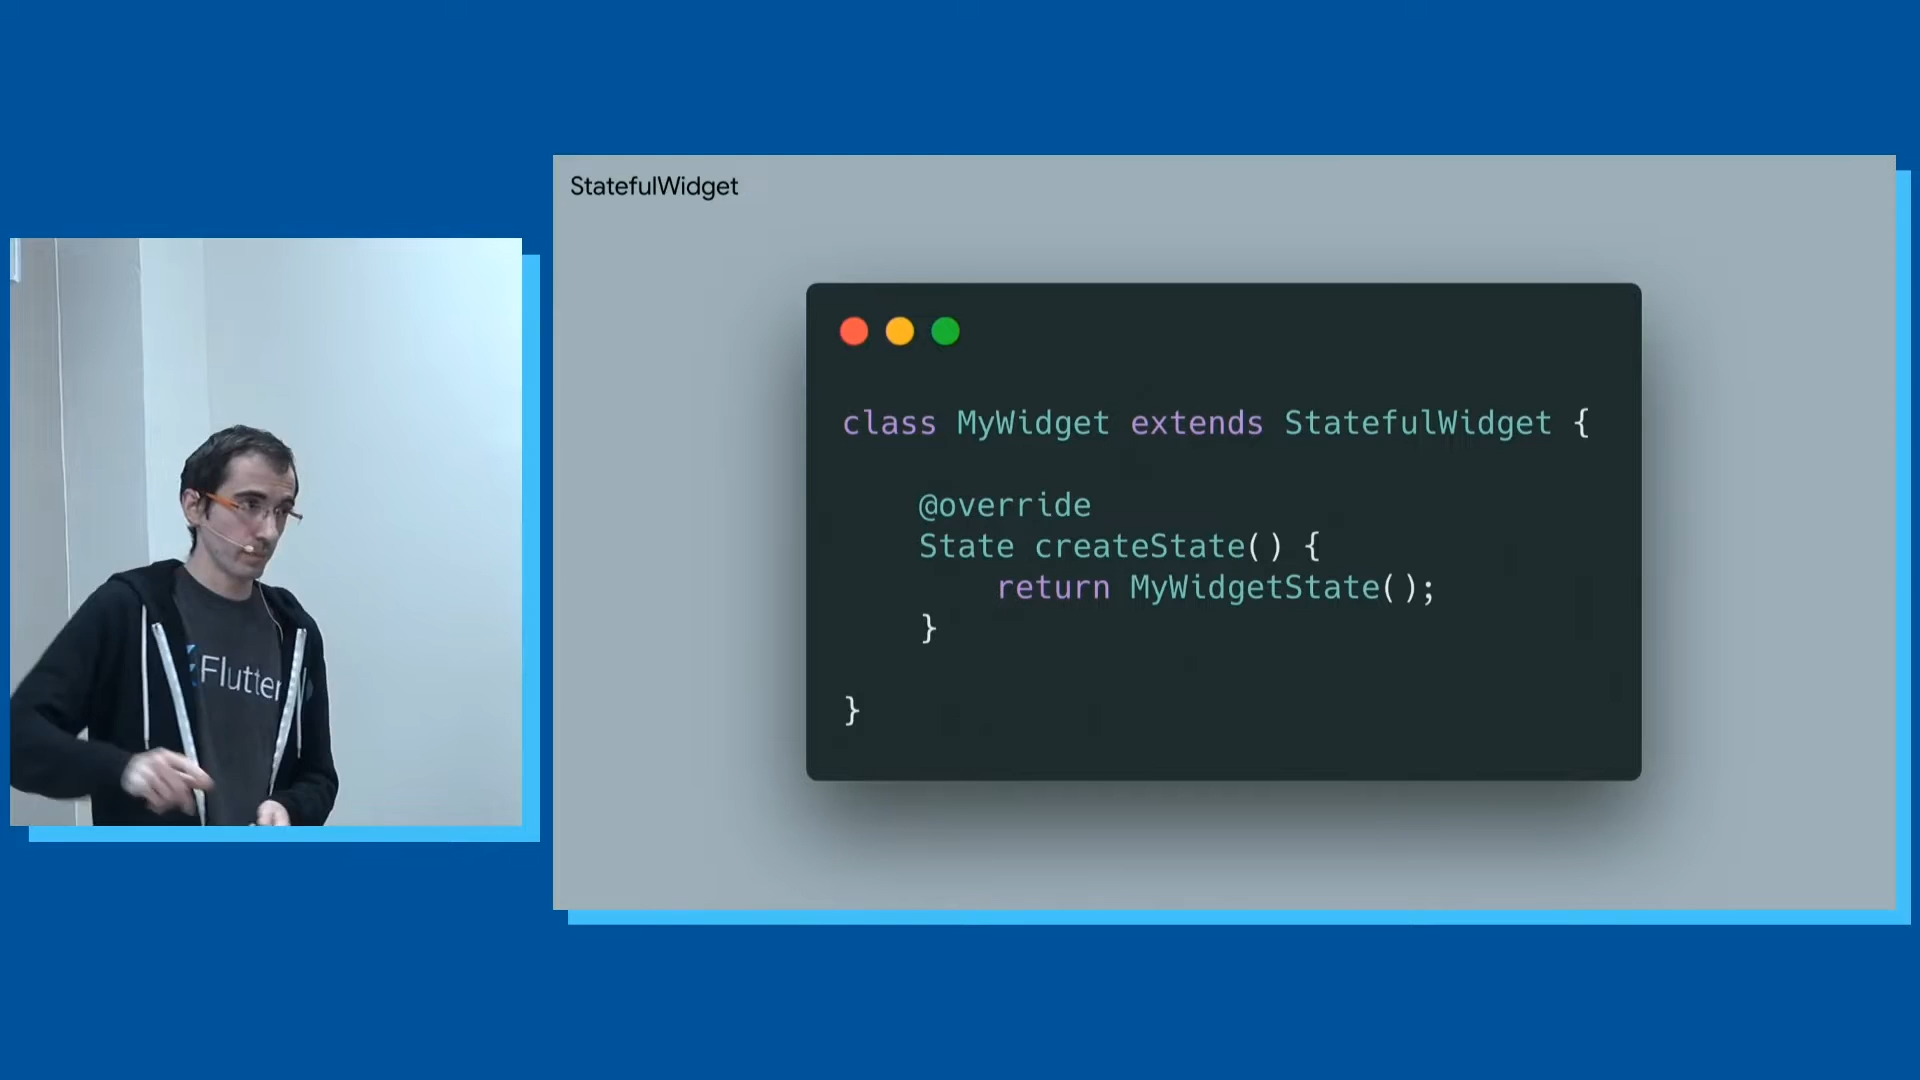 StatefulWidget
class MyWidget extends StatefulWidget {
@override
State createState() {
return MyWidgetState();
}
}
Flutter